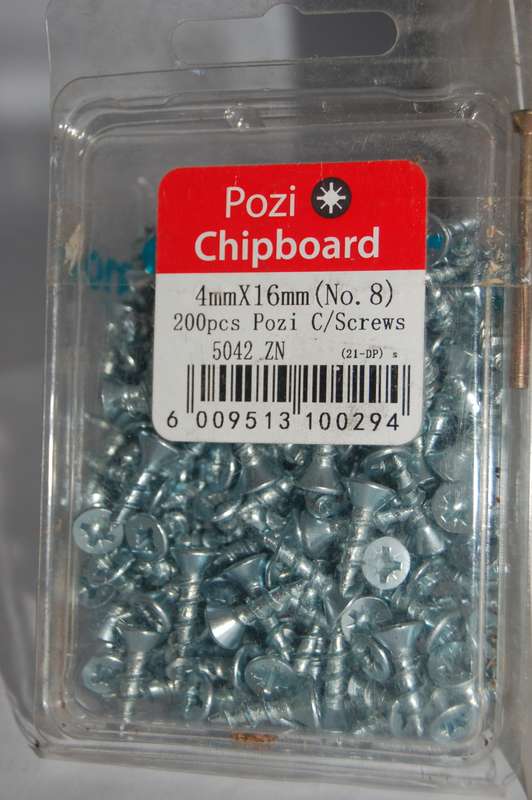 Pozi
Chipboard
4mmX16mm(No.8)
200pcs Pozi C/Screws
5042 ZN (21-DP) s
6 009513 100294